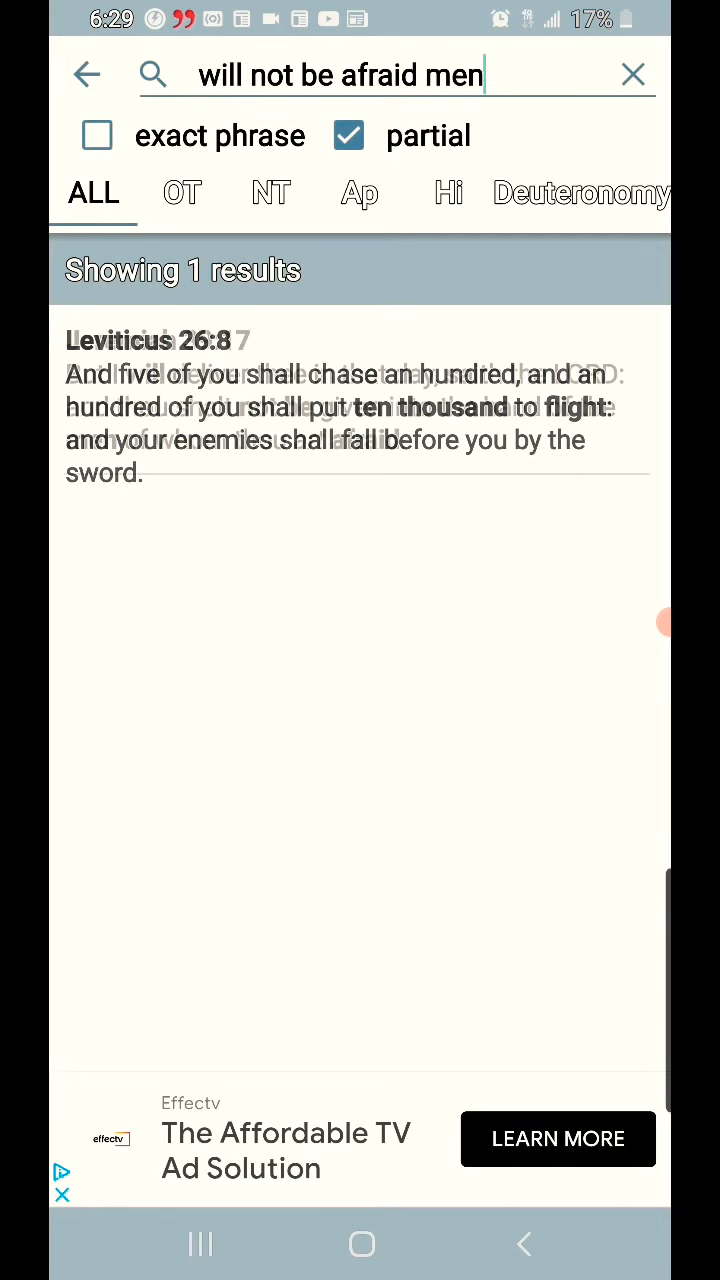 6:29
17%
will not be afraid men
exact phrase
partial
ALL OT NT Ap Hi Deuteronomy
Showing 1 results
Leviticus 26:8
And five of you shall chase an hundred, and an
hundred of you shall put ten thousand to flight:
and your enemies shall fall before you by the
sword.
Effectv
effectv
The Affordable TV
Ad Solution
LEARN MORE